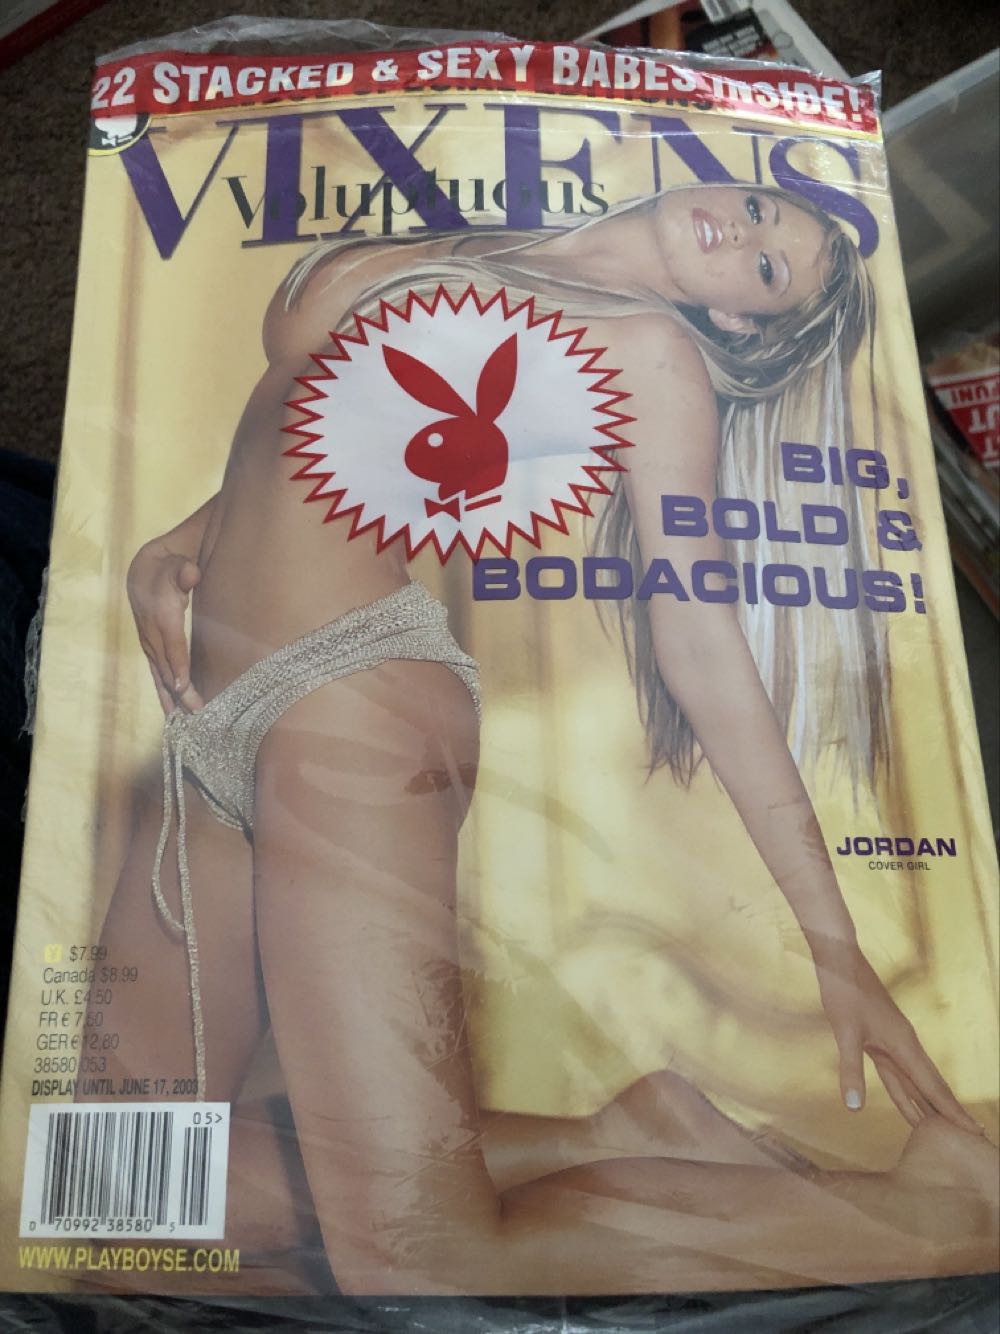 22 STACKED & SEXY BABES INSIDE!
VIXENS
Voluptuous
BIG,
BOLD &
BODACIOUS!
JORDAN
COVER GIRL
$7.99
Canada $8.99
U.K. £4.50
FR € 7,60
GER € 12,80
38580 053
DISPLAY UNTIL JUNE 17, 2003
05>
0 70992 38580 5
WWW.PLAYBOYSE.COM